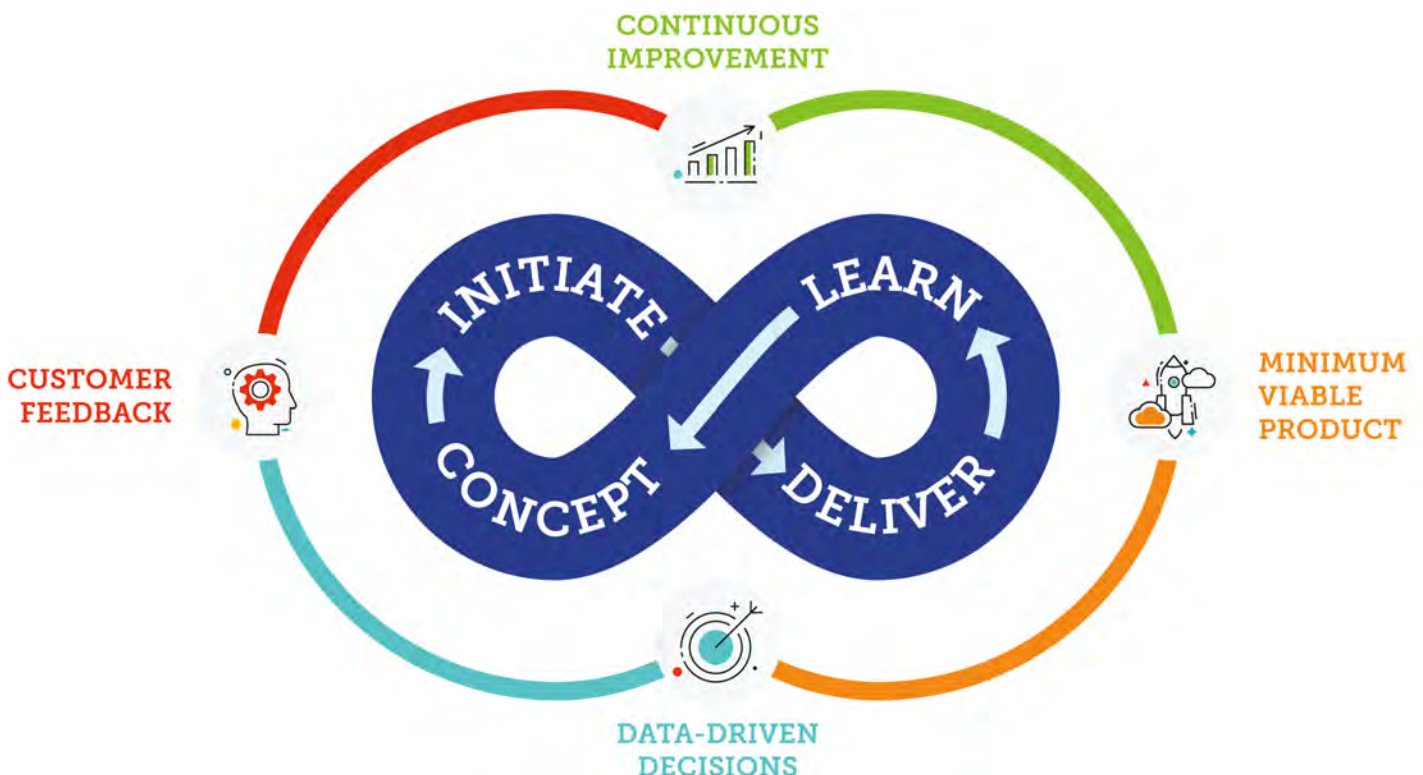 CONTINUOUS
IMPROVEMENT
INITIATE
LEARN
CUSTOMER
FEEDBACK
MINIMUM
VIABLE
PRODUCT
CONCEPT
DELIVER
DATA-DRIVEN
DECISIONS